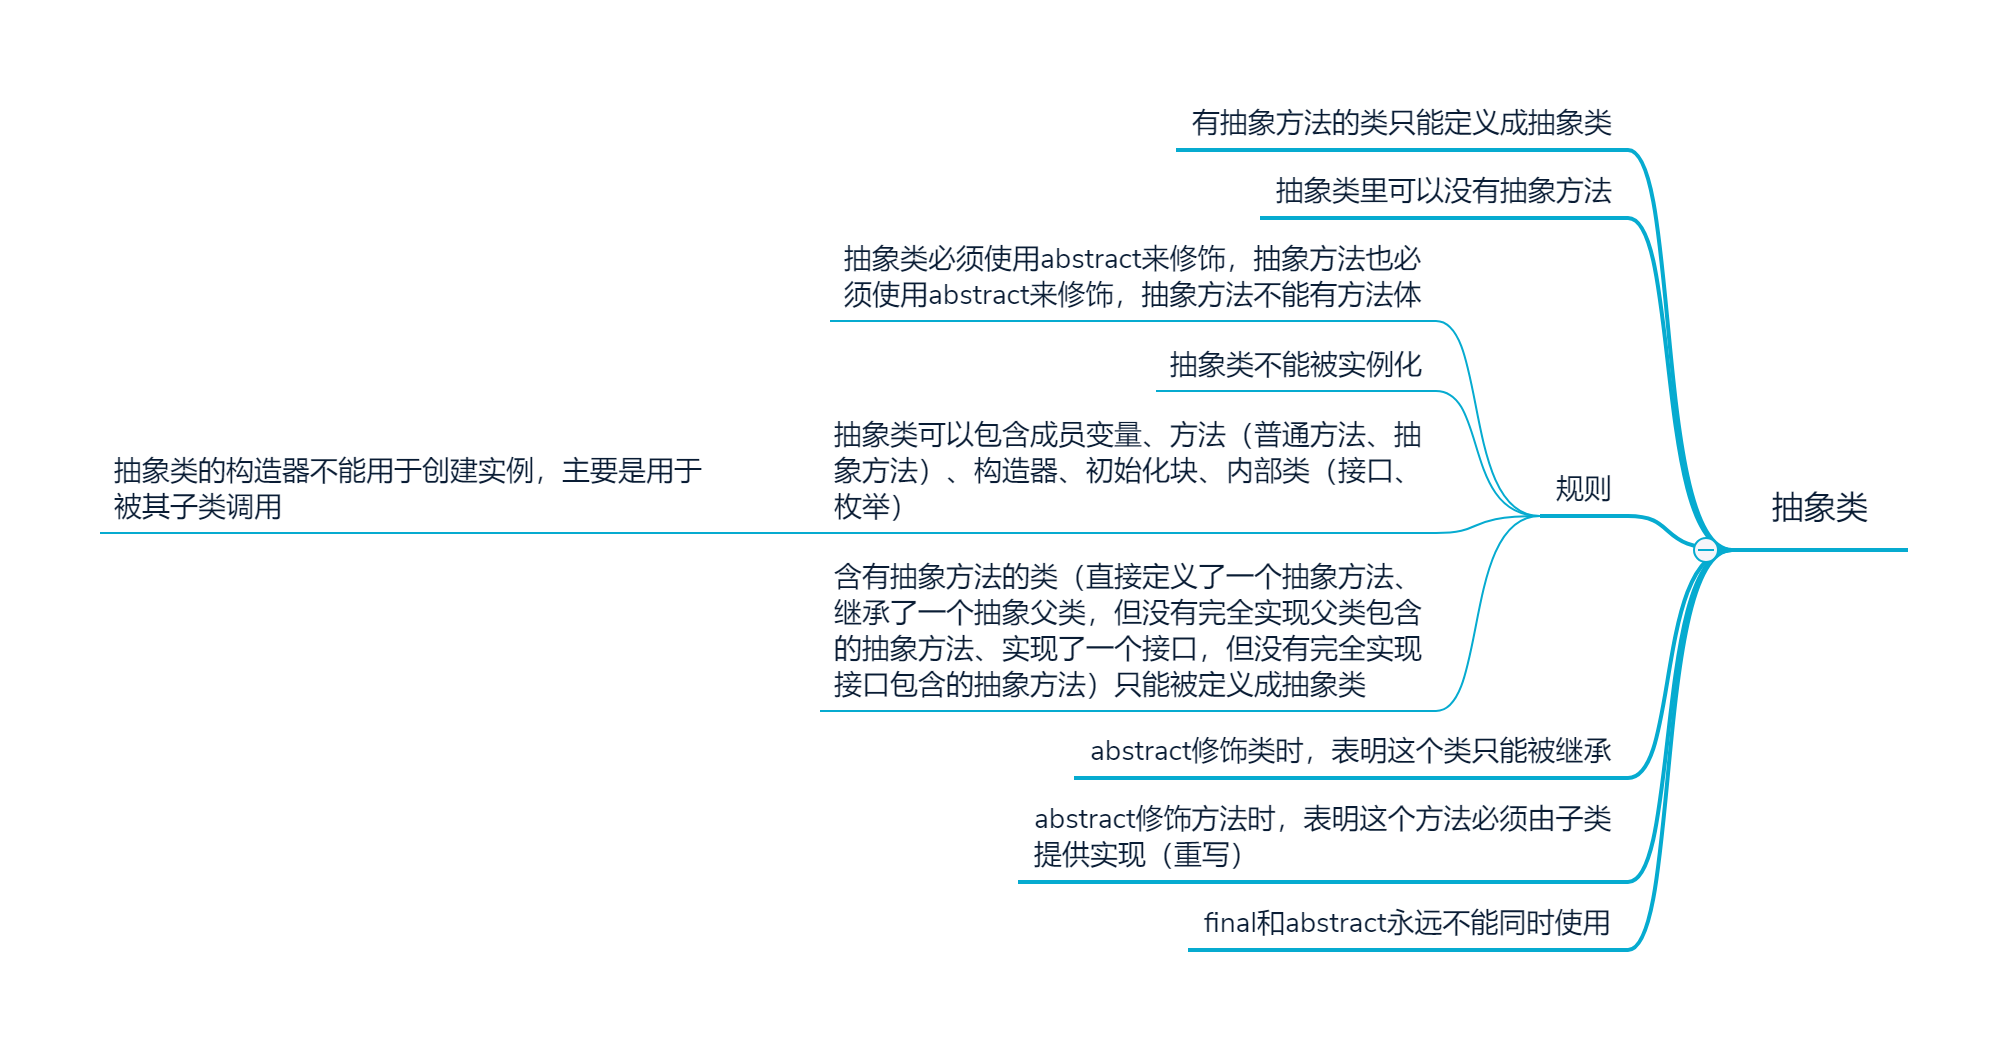 抽象类
有抽象方法的类只能定义成抽象类
抽象类里可以没有抽象方法
规则
抽象类必须使用abstract来修饰，抽象方法也必
须使用abstract来修饰，抽象方法不能有方法体
抽象类不能被实例化
抽象类可以包含成员变量、方法（普通方法、抽
象方法）、构造器、初始化块、内部类（接口、
枚举）
抽象类的构造器不能用于创建实例，主要是用于
被其子类调用
含有抽象方法的类（直接定义了一个抽象方法、
继承了一个抽象父类，但没有完全实现父类包含
的抽象方法、实现了一个接口，但没有完全实现
接口包含的抽象方法）只能被定义成抽象类
abstract修饰类时，表明这个类只能被继承
abstract修饰方法时，表明这个方法必须由子类
提供实现（重写）
final和abstract永远不能同时使用